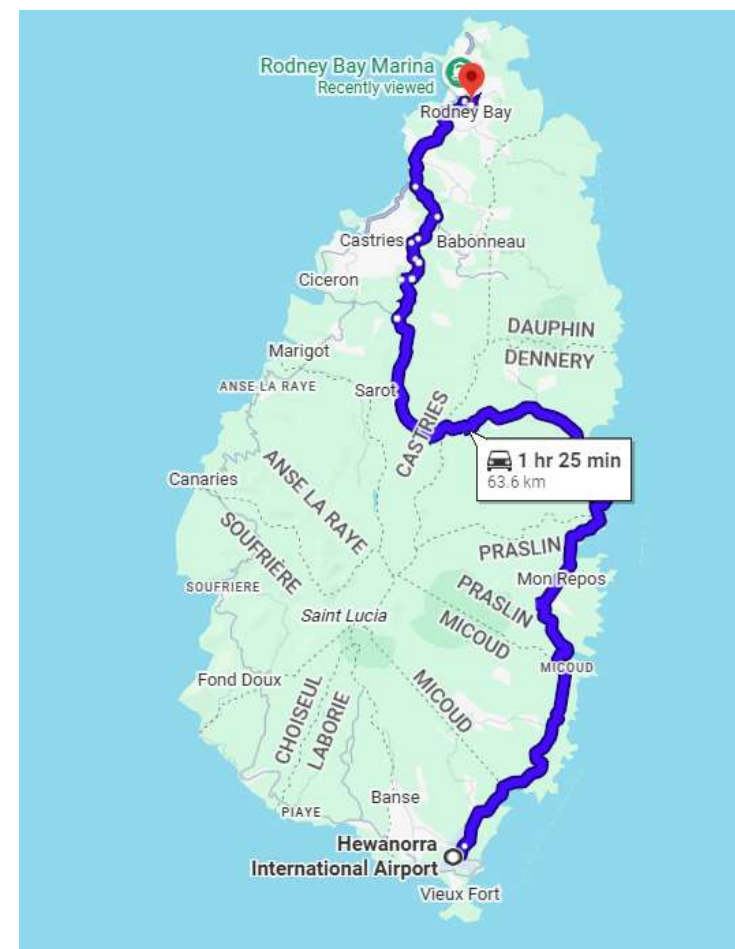 Rodney Bay Marina
Recently viewed
Rodney Bay
Castries
Babonneau
Ciceron
DAUPHIN
Marigot
DENNERY
ANSE LA RAYE
Sarot
CASTRIES
1 hr 25 min
63.6 km
Canaries
ANSE LA RAYE
SOUFRIÈRE
PRASLIN
Mon Repos
SOUFRIERE
PRASLIN
Saint Lucia
MICOUD
MICOUD
Fond Doux
MICOUD
CHOISEUL
LABORIE
Banse
PIAYE
Hewanorra
International Airport
Vieux Fort